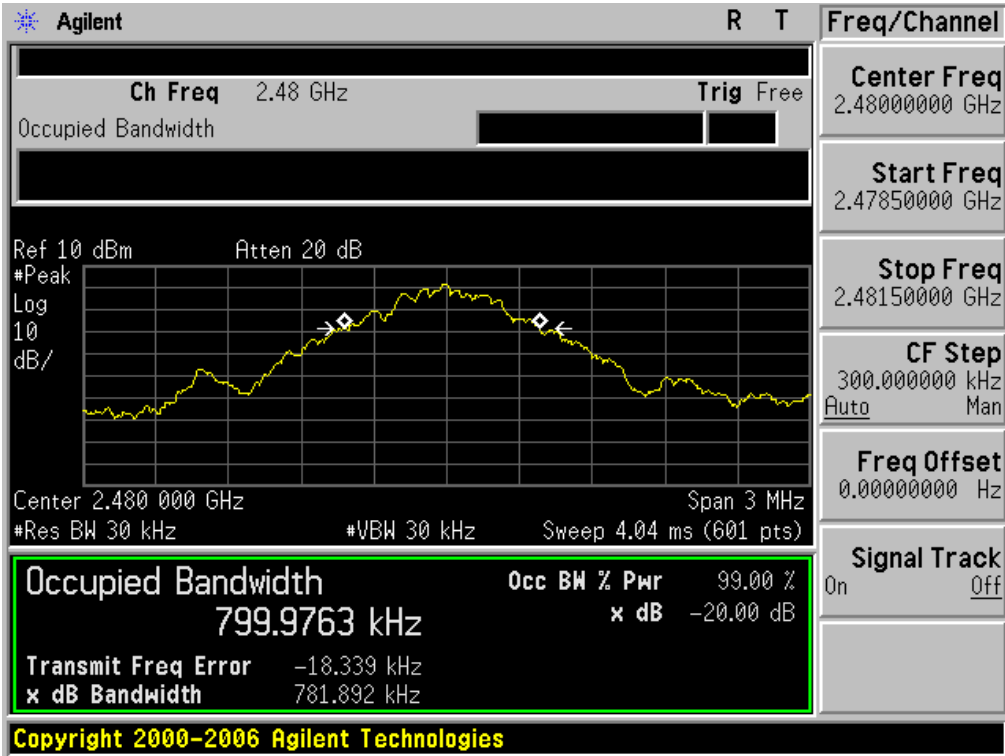 Agilent R T Freq/Channel
Ch Freq 2.48 GHz Trig Free
Occupied Bandwidth
Center Freq
2.48000000 GHz
Start Freq
2.47850000 GHz
Stop Freq
2.48150000 GHz
CF Step
300.000000 kHz
Auto Man
Freq Offset
0.00000000 Hz
Signal Track
On Off
Ref 10 dBm Atten 20 dB
#Peak
Log
10
dB/
Center 2.480 000 GHz Span 3 MHz
#Res BW 30 kHz #VBW 30 kHz Sweep 4.04 ms (601 pts)
Occupied Bandwidth
799.9763 kHz
Occ BW % Pwr 99.00 %
x dB -20.00 dB
Transmit Freq Error -18.339 kHz
x dB Bandwidth 781.892 kHz
Copyright 2000-2006 Agilent Technologies